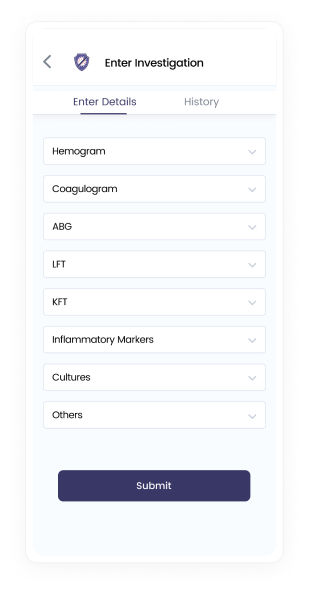 Enter Investigation
Enter Details History
Hemogram
Coagulogram
ABG
LFT
KFT
Inflammatory Markers
Cultures
Others
Submit